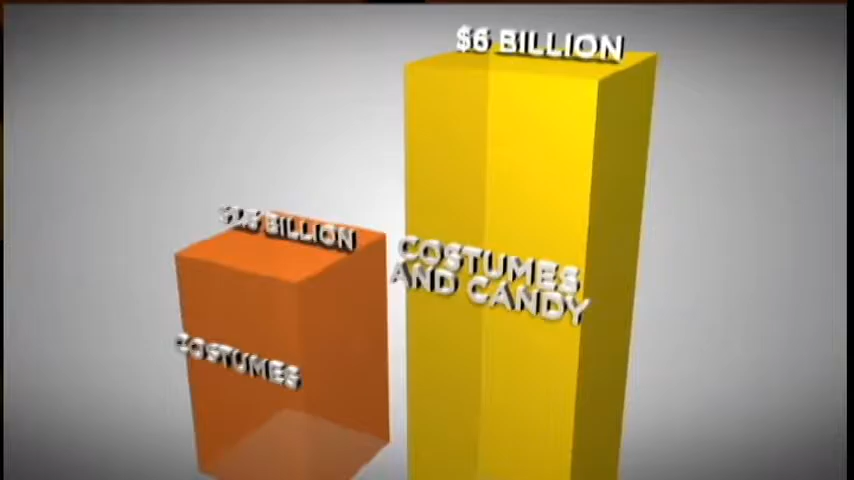 $6 BILLION
BILLION
COSTUMES
AND CANDY
COSTUMES